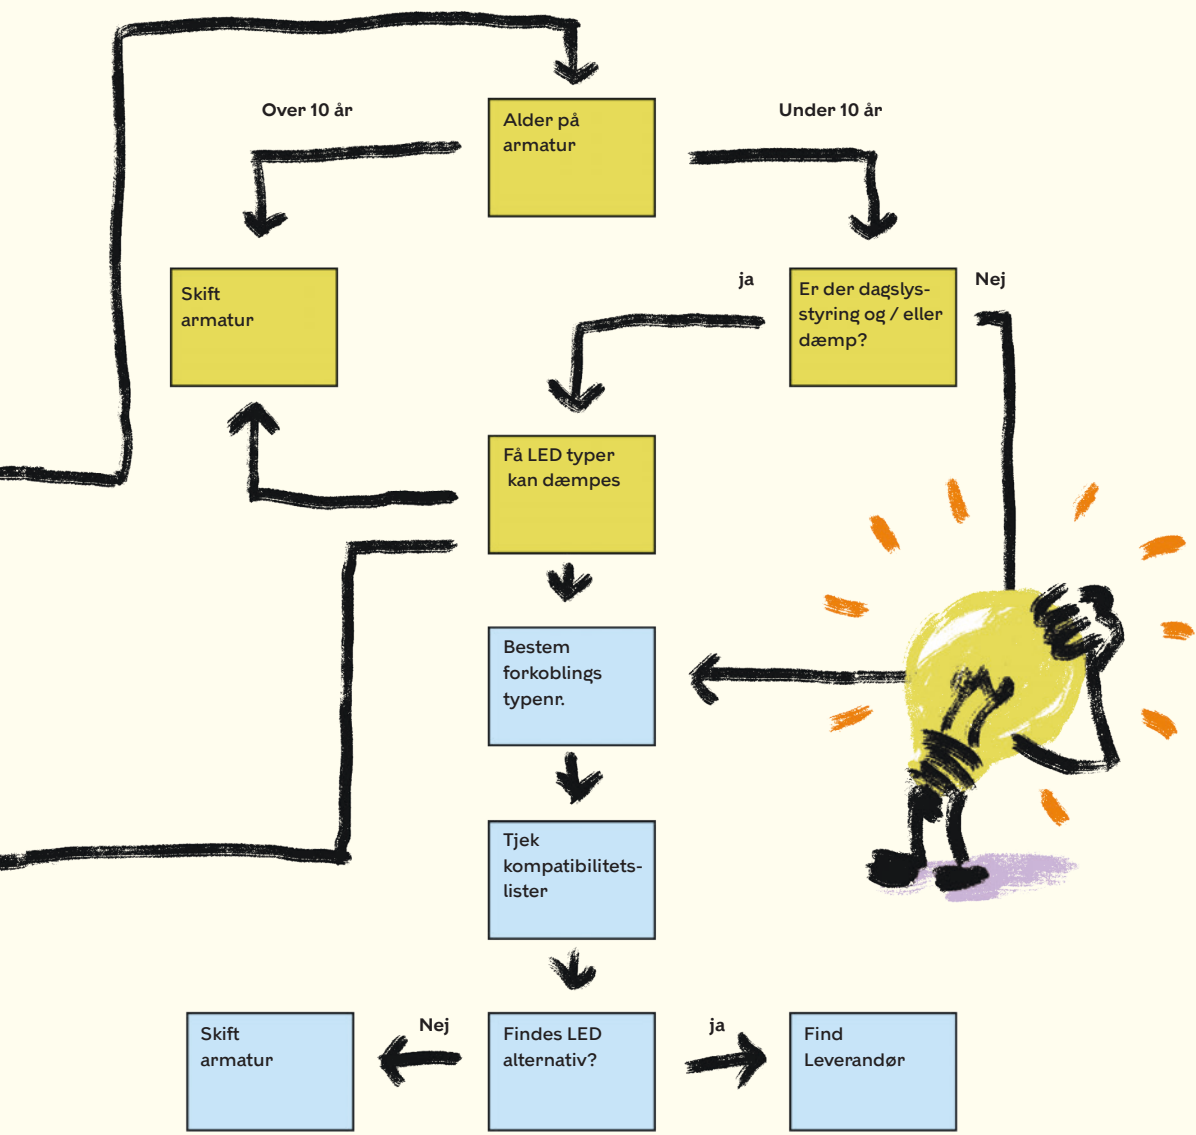 Over 10 år
Alder på
armatur
Under 10 år
Skift
armatur
ja
Er der dagslys-
styring og / eller
dæmp?
Nej
Få LED typer
kan dæmpes
Bestem
forkoblings
typenr.
Tjek
kompatibilitets-
lister
Skift
armatur
Nej
Findes LED
alternativ?
ja
Find
Leverandør